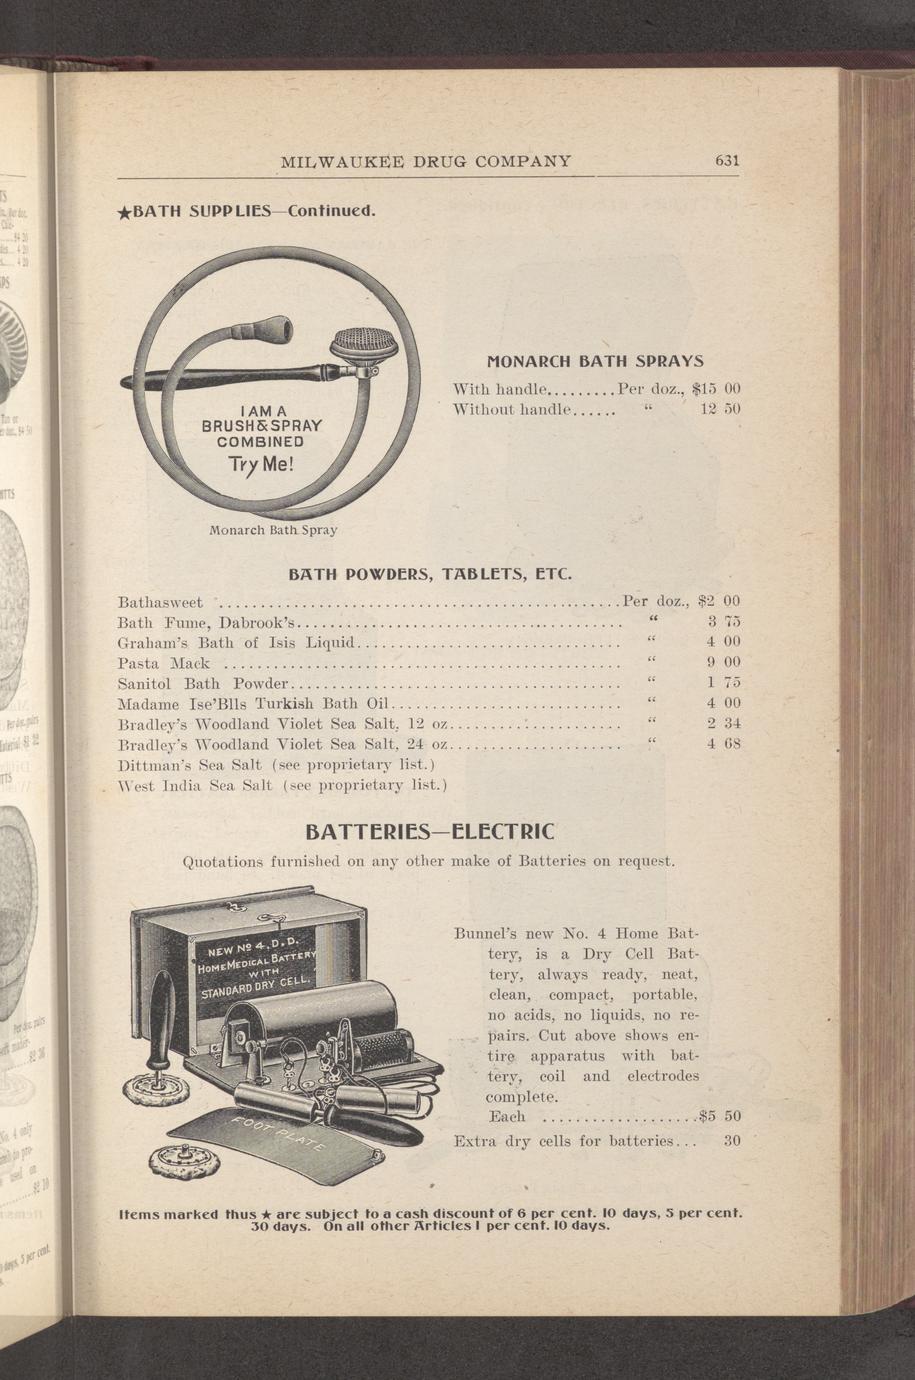 MILWAUKEE DRUG COMPANY 631
★BATH SUPPLIES—Continued.
I AM A
BRUSH & SPRAY
COMBINED
Try Me!
Monarch Bath Spray
MONARCH BATH SPRAYS
With handle.........Per doz., $15 00
Without handle...... “ 12 50
BATH POWDERS, TABLETS, ETC.
Bathasweet ................................................Per doz., $2 00
Bath Fume, Dabrook's....................................... “ 3 75
Graham's Bath of Isis Liquid................................ “ 4 00
Pasta Mack ................................................ “ 9 00
Sanitol Bath Powder........................................ “ 1 75
Madame Ise'Blls Turkish Bath Oil............................ “ 4 00
Bradley's Woodland Violet Sea Salt, 12 oz..................... “ 2 34
Bradley's Woodland Violet Sea Salt, 24 oz..................... “ 4 68
Dittman's Sea Salt (see proprietary list.)
West India Sea Salt (see proprietary list.)
BATTERIES—ELECTRIC
Quotations furnished on any other make of Batteries on request.
NEW No 4, D.D.
HOME MEDICAL BATTERY
WITH
STANDARD DRY CELL.
FOOT PLATE
Bunnel's new No. 4 Home Bat-
tery, is a Dry Cell Bat-
tery, always ready, neat,
clean, compact, portable,
no acids, no liquids, no re-
pairs. Cut above shows en-
tire apparatus with bat-
tery, coil and electrodes
complete.
Each ...................$5 50
Extra dry cells for batteries... 30
Items marked thus ★ are subject to a cash discount of 6 per cent. 10 days, 5 per cent.
30 days. On all other Articles 1 per cent. 10 days.